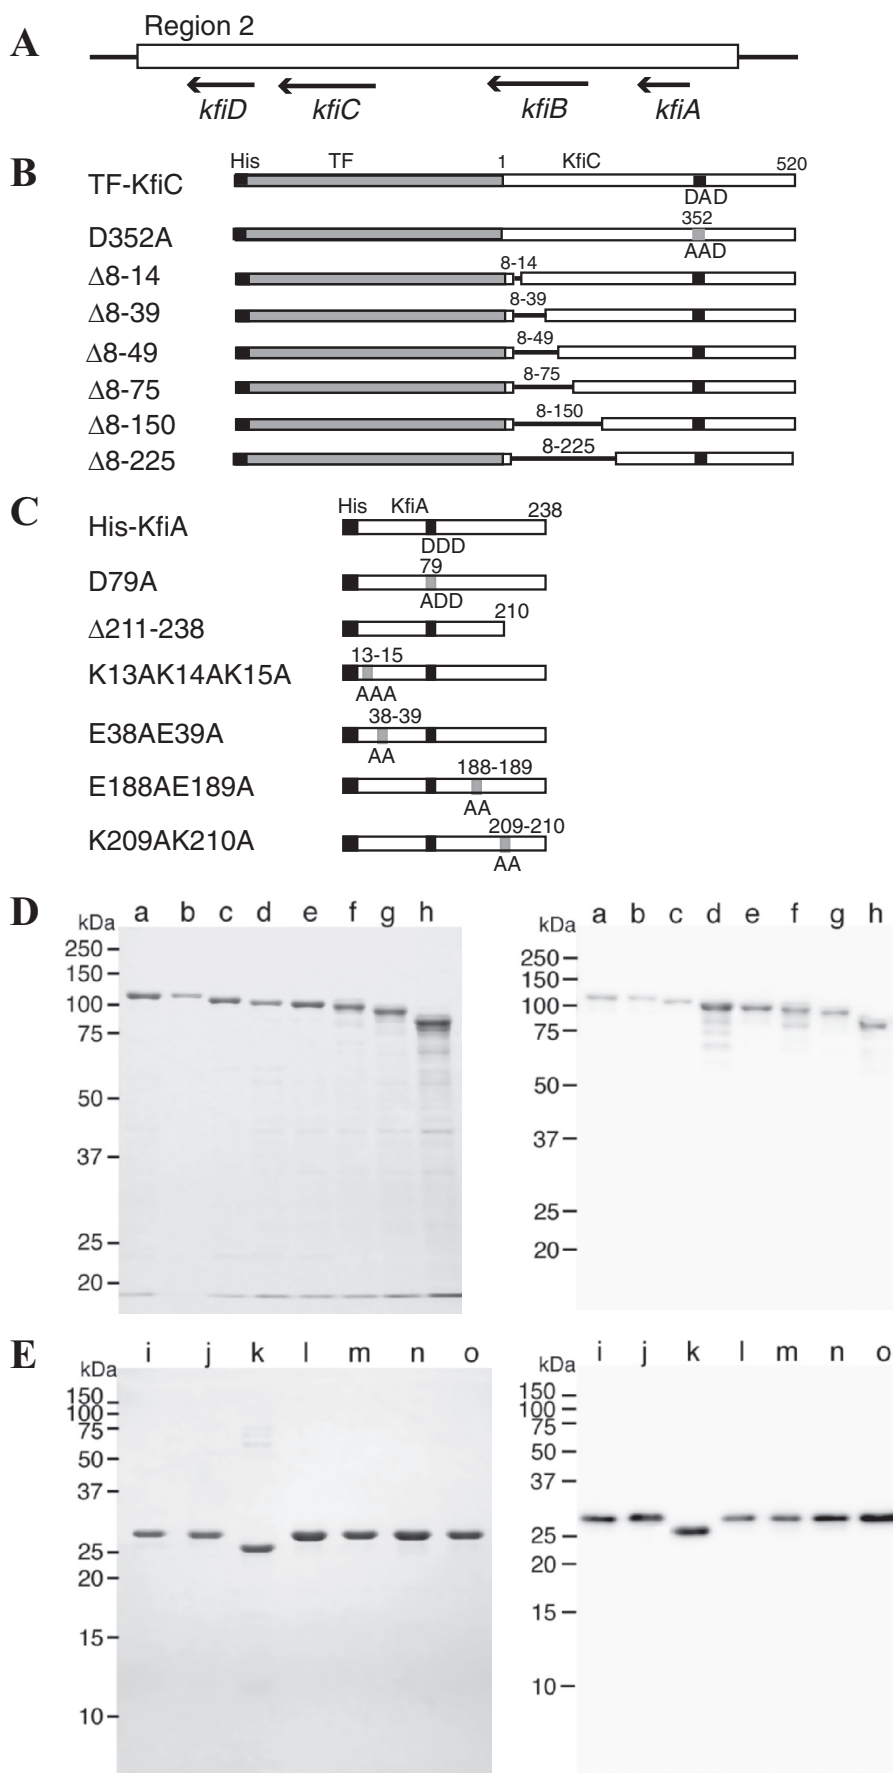 A
Region 2
kfiD kfiC kfiB kfiA
B
His TF 1 KfiC 520
TF-KfiC
DAD
352
D352A
AAD
8-14
Δ8-14
8-39
Δ8-39
8-49
Δ8-49
8-75
Δ8-75
8-150
Δ8-150
8-225
Δ8-225
C
His KfiA 238
His-KfiA
DDD
79
D79A
ADD
210
Δ211-238
13-15
K13AK14AK15A
AAA
38-39
E38AE39A
AA
188-189
E188AE189A
AA
209-210
K209AK210A
AA
D
kDa a b c d e f g h
250
150
100
75
50
37
25
20
kDa a b c d e f g h
250
150
100
75
50
37
25
20
E
kDa i j k l m n o
150
100
75
50
37
25
20
15
10
kDa i j k l m n o
150
100
75
50
37
25
20
15
10